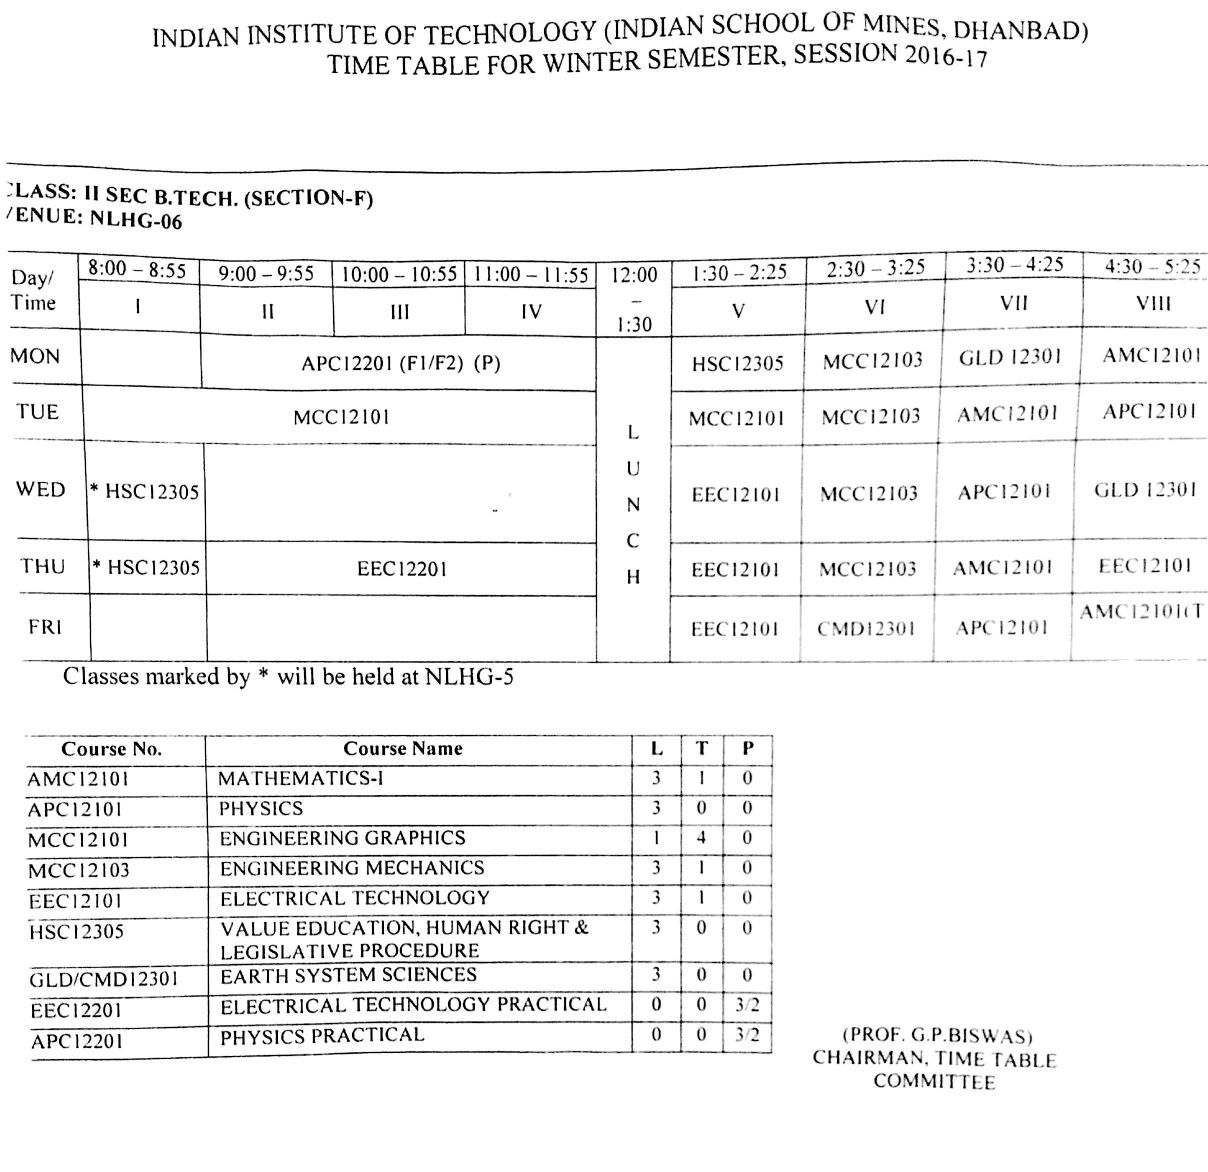 INDIAN INSTITUTE OF TECHNOLOGY (INDIAN SCHOOL OF MINES, DHANBAD)
TIME TABLE FOR WINTER SEMESTER, SESSION 2016-17
CLASS: II SEC B.TECH. (SECTION-F)
VENUE: NLHG-06
Day/ Time 8:00 – 8:55 9:00 – 9:55 10:00 – 10:55 11:00 – 11:55 12:00 – 1:30 1:30 – 2:25 2:30 – 3:25 3:30 – 4:25 4:30 – 5:25
I II III IV V VI VII VIII
MON APC12201 (F1/F2) (P) HSC12305 MCC12103 GLD 12301 AMC12101
TUE MCC12101 MCC12101 MCC12103 AMC12101 APC12101
L
U
WED * HSC12305 EEC12101 MCC12103 APC12101 GLD 12301
N
C
THU * HSC12305 EEC12201 EEC12101 MCC12103 AMC12101 EEC12101
H
FRI EEC12101 CMD12301 APC12101 AMC12101(T
Classes marked by * will be held at NLHG-5
Course No. Course Name L T P
AMC12101 MATHEMATICS-I 3 1 0
APC12101 PHYSICS 3 0 0
MCC12101 ENGINEERING GRAPHICS 1 4 0
MCC12103 ENGINEERING MECHANICS 3 1 0
EEC12101 ELECTRICAL TECHNOLOGY 3 1 0
HSC12305 VALUE EDUCATION, HUMAN RIGHT & 3 0 0
LEGISLATIVE PROCEDURE
GLD/CMD12301 EARTH SYSTEM SCIENCES 3 0 0
EEC12201 ELECTRICAL TECHNOLOGY PRACTICAL 0 0 3/2
APC12201 PHYSICS PRACTICAL 0 0 3/2
(PROF. G.P.BISWAS)
CHAIRMAN, TIME TABLE
COMMITTEE